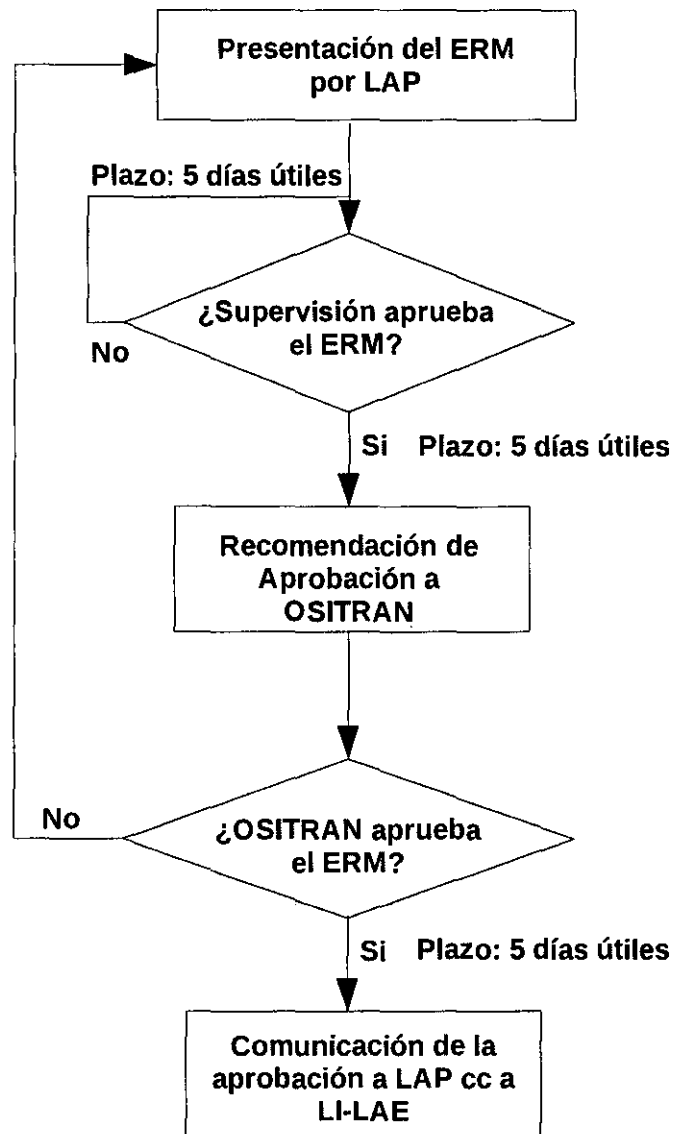 Presentación del ERM
por LAP
Plazo: 5 días útiles
¿Supervisión aprueba
el ERM?
No
Si Plazo: 5 días útiles
Recomendación de
Aprobación a
OSITRAN
No
¿OSITRAN aprueba
el ERM?
Si Plazo: 5 días útiles
Comunicación de la
aprobación a LAP cc a
LI-LAE